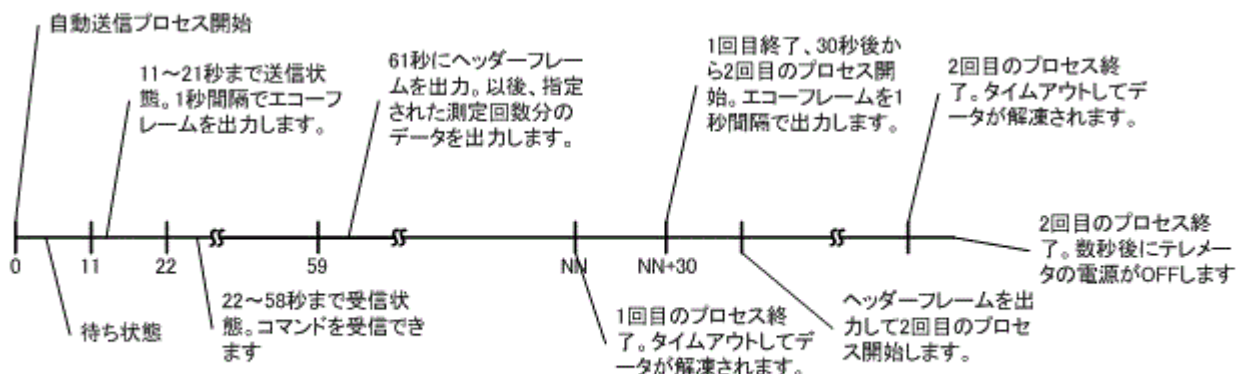 自動送信プロセス開始
11～21秒まで送信状
態。1秒間隔でエコーフ
レームを出力します。
61秒にヘッダーフレー
ムを出力。以後、指定
された測定回数分の
データを出力します。
1回目終了、30秒後か
ら2回目のプロセス開
始。エコーフレームを1
秒間隔で出力します。
2回目のプロセス終
了。タイムアウトしてデ
ータが解凍されます。
2回目のプロセス終
了。数秒後にテレメー
タの電源がOFFします
0
11
22
59
NN
NN+30
待ち状態
22～58秒まで受信状
態。コマンドを受信でき
ます
1回目のプロセス終
了。タイムアウトしてデ
ータが解凍されます。
ヘッダーフレームを出
力して2回目のプロセ
ス開始します。